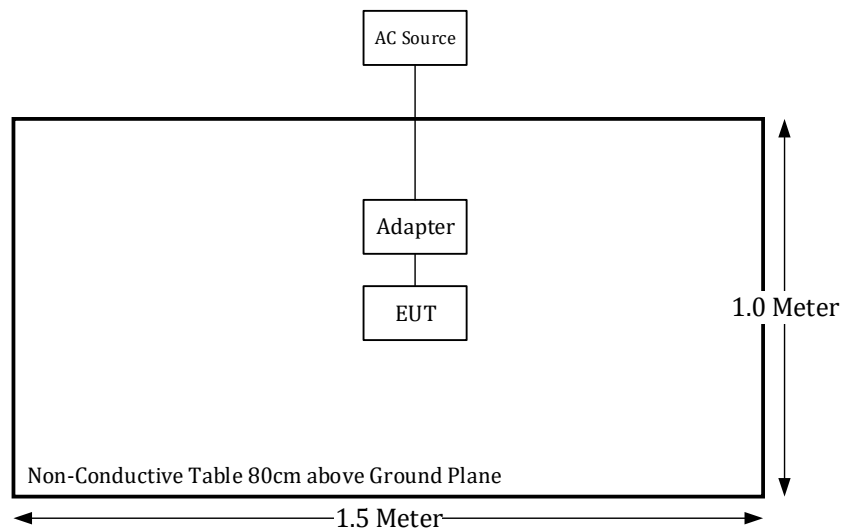 AC Source
Adapter
EUT
1.0 Meter
Non-Conductive Table 80cm above Ground Plane
1.5 Meter